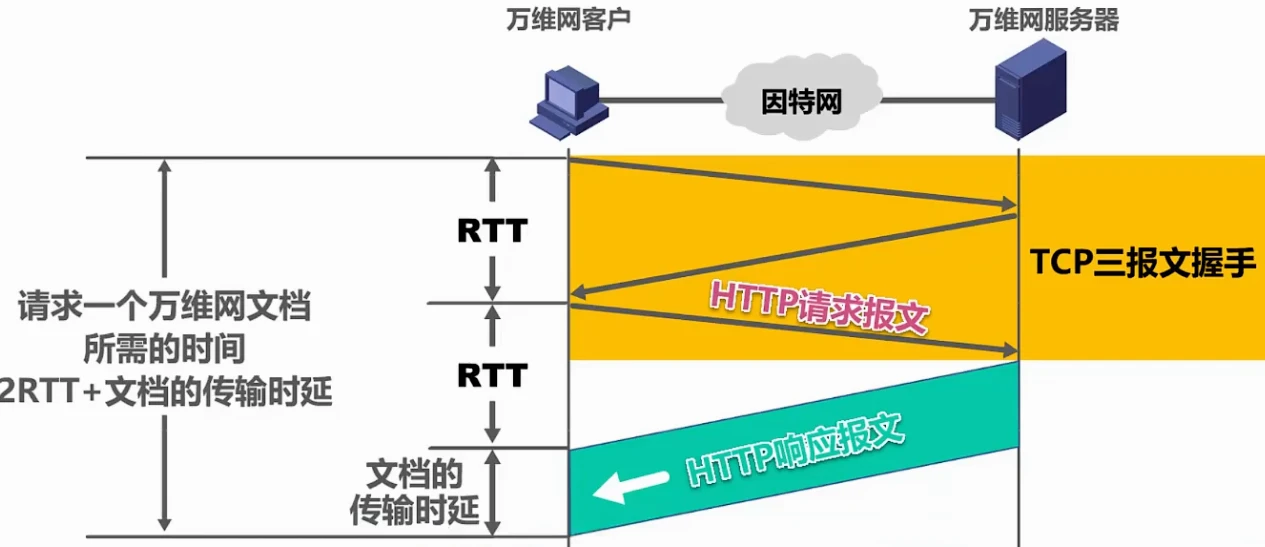 万维网客户
万维网服务器
因特网
RTT
TCP三报文握手
HTTP请求报文
请求一个万维网文档
所需的时间
2RTT+文档的传输时延
RTT
HTTP响应报文
文档的
传输时延